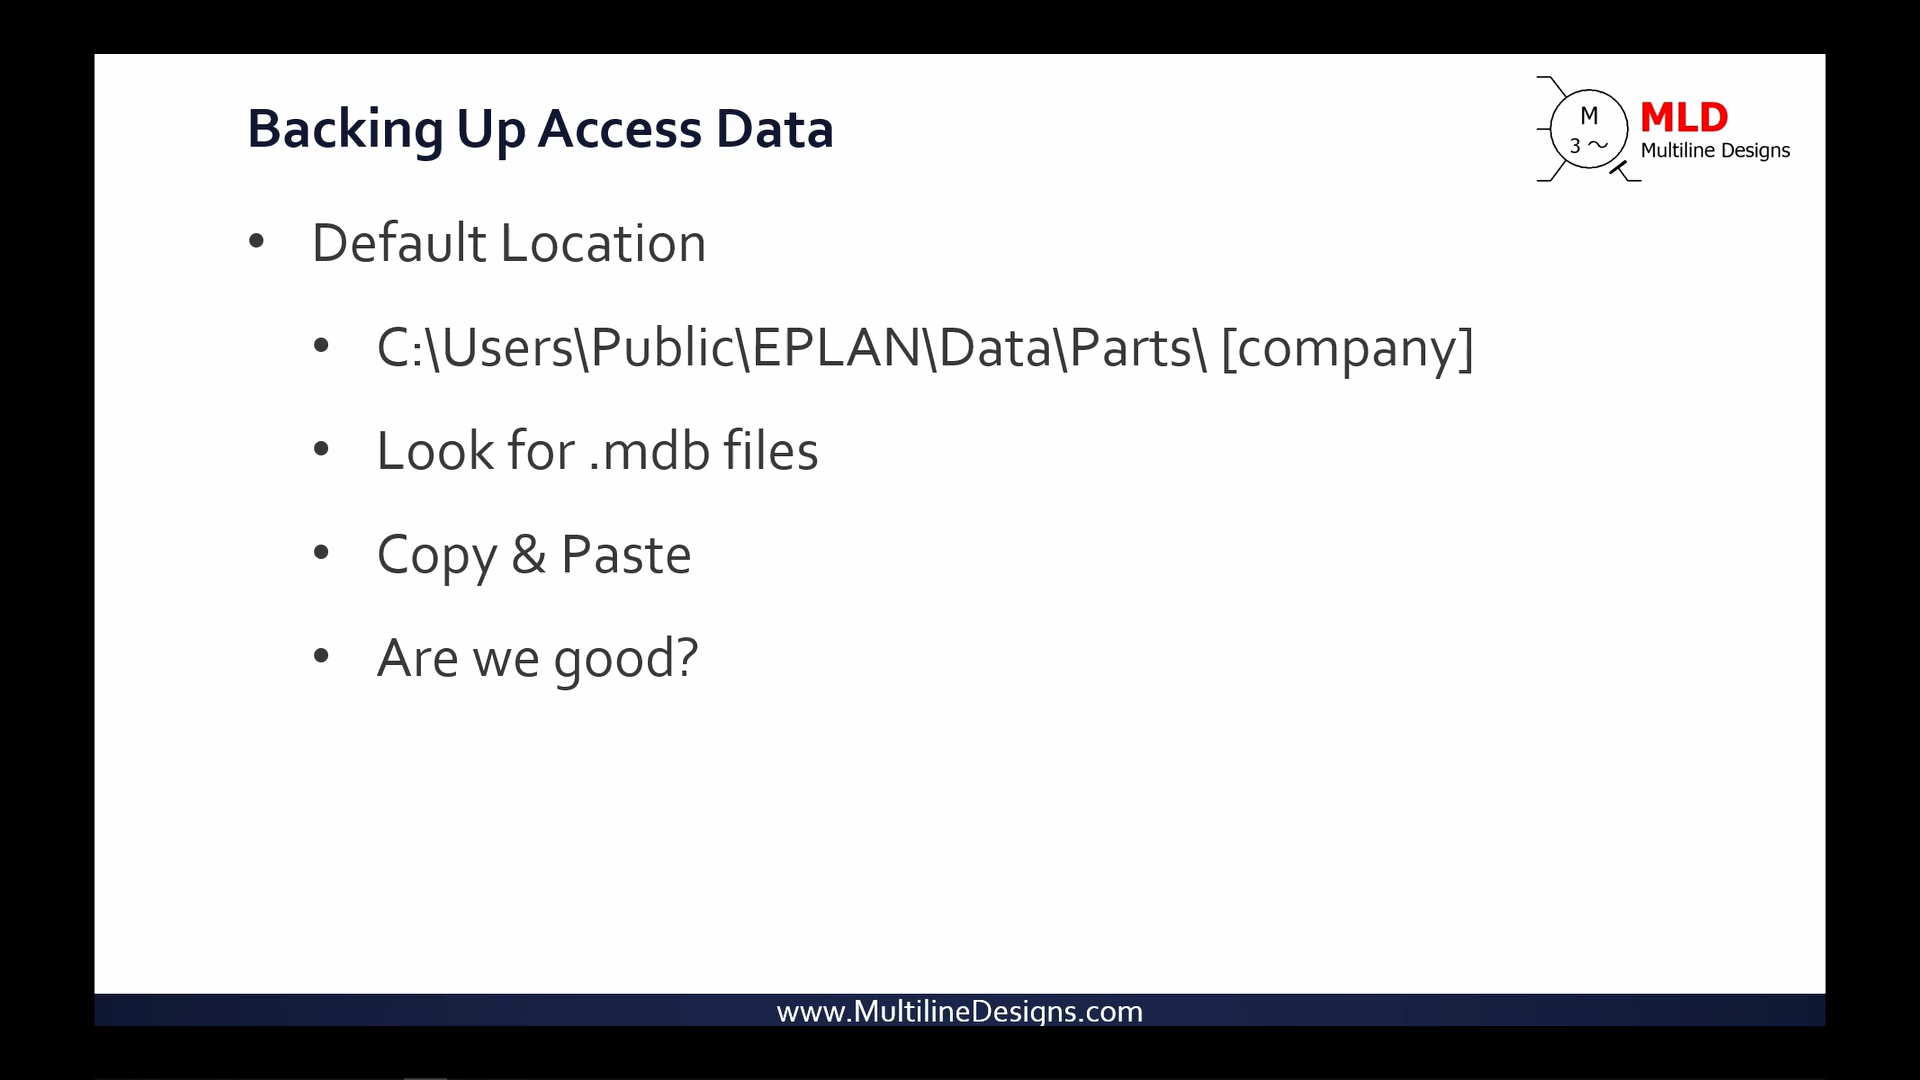 Backing Up Access Data
M
3 ~
MLD
Multiline Designs
• Default Location
• C:\Users\Public\EPLAN\Data\Parts\ [company]
• Look for .mdb files
• Copy & Paste
• Are we good?
www.MultilineDesigns.com